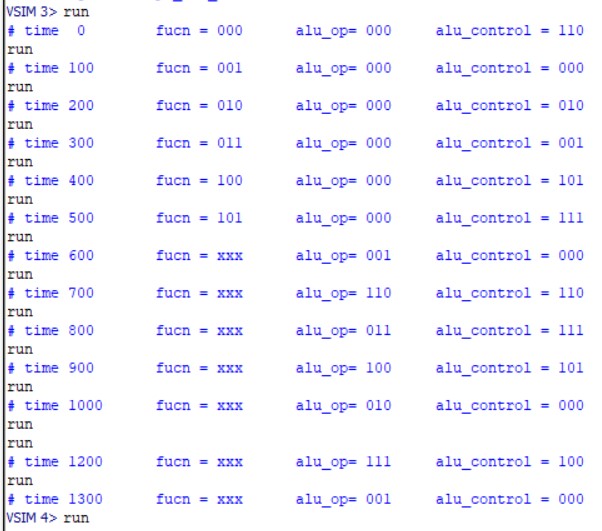 VSIM 3> run
# time 0 fucn = 000 alu_op= 000 alu_control = 110
run
# time 100 fucn = 001 alu_op= 000 alu_control = 000
run
# time 200 fucn = 010 alu_op= 000 alu_control = 010
run
# time 300 fucn = 011 alu_op= 000 alu_control = 001
run
# time 400 fucn = 100 alu_op= 000 alu_control = 101
run
# time 500 fucn = 101 alu_op= 000 alu_control = 111
run
# time 600 fucn = xxx alu_op= 001 alu_control = 000
run
# time 700 fucn = xxx alu_op= 110 alu_control = 110
run
# time 800 fucn = xxx alu_op= 011 alu_control = 111
run
# time 900 fucn = xxx alu_op= 100 alu_control = 101
run
# time 1000 fucn = xxx alu_op= 010 alu_control = 000
run
run
# time 1200 fucn = xxx alu_op= 111 alu_control = 100
run
# time 1300 fucn = xxx alu_op= 001 alu_control = 000
VSIM 4> run